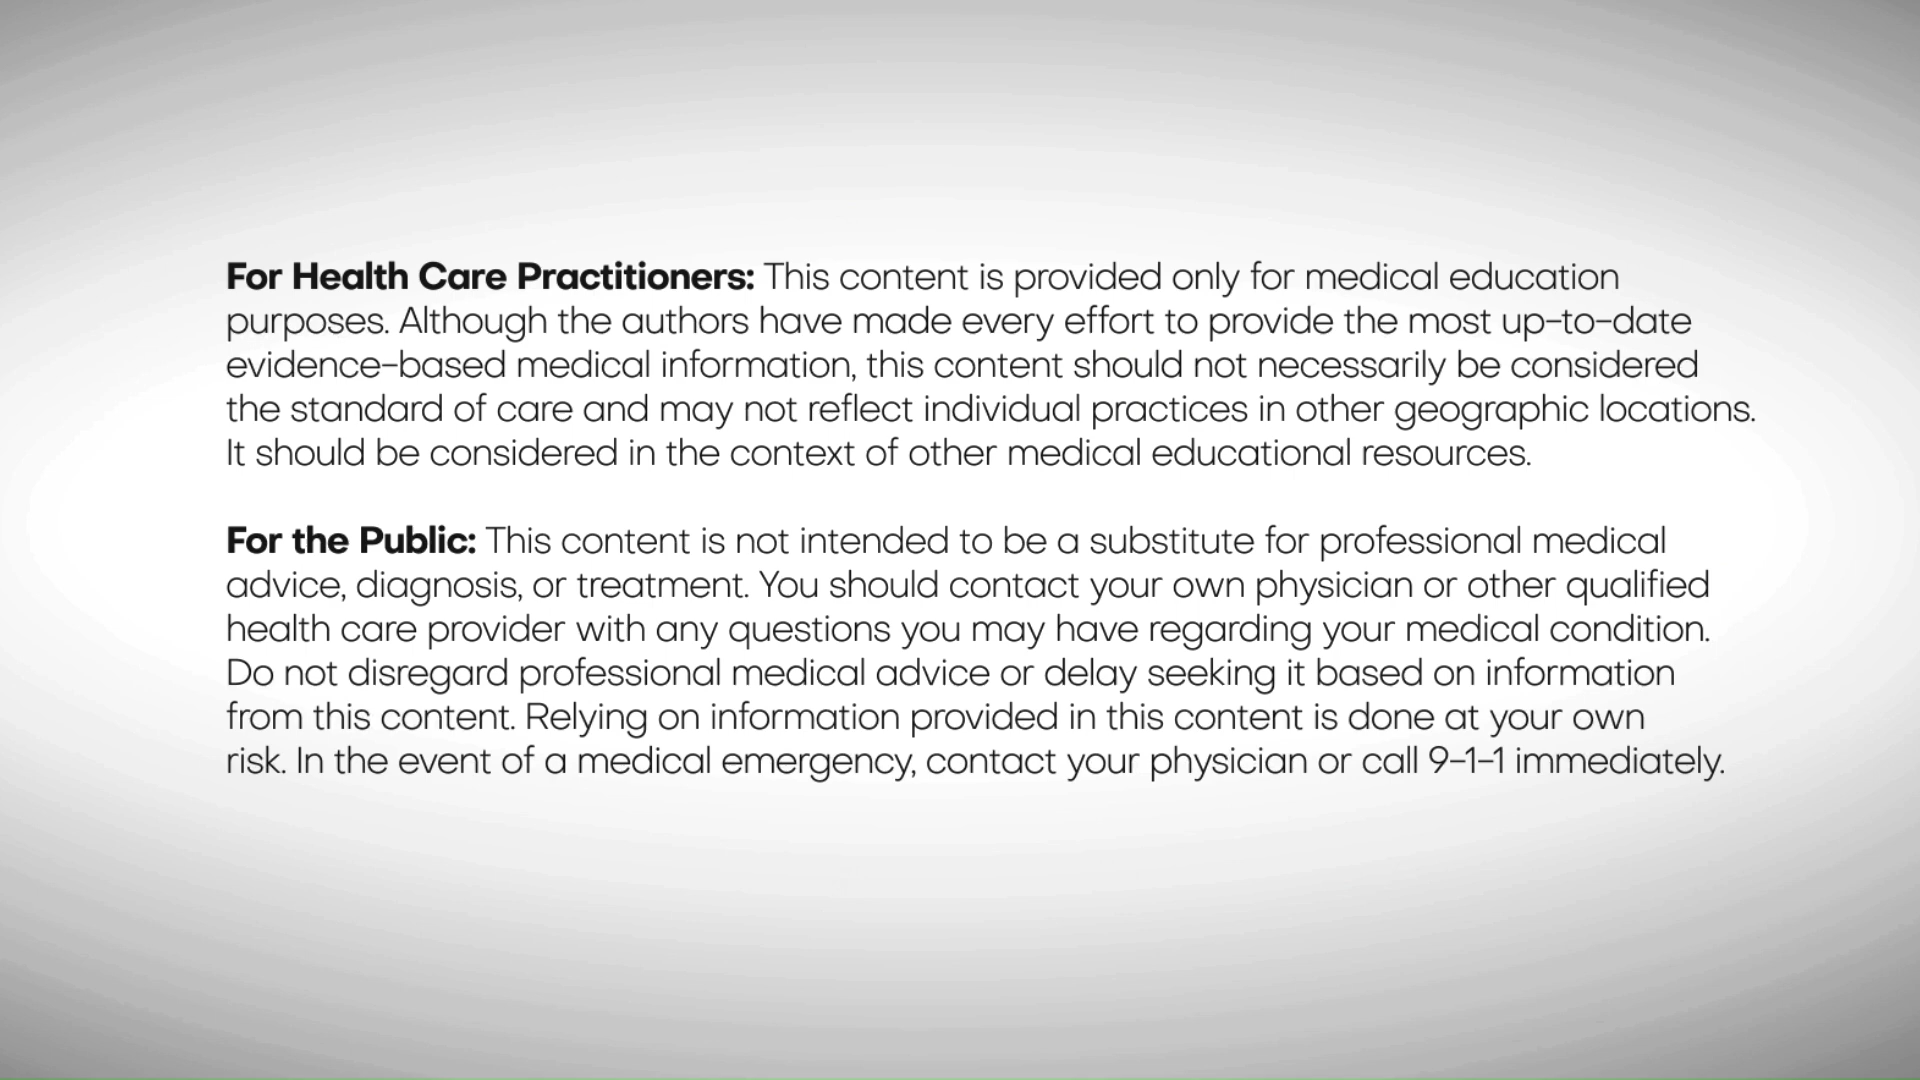 For Health Care Practitioners: This content is provided only for medical education
purposes. Although the authors have made every effort to provide the most up-to-date
evidence-based medical information, this content should not necessarily be considered
the standard of care and may not reflect individual practices in other geographic locations.
It should be considered in the context of other medical educational resources.
For the Public: This content is not intended to be a substitute for professional medical
advice, diagnosis, or treatment. You should contact your own physician or other qualified
health care provider with any questions you may have regarding your medical condition.
Do not disregard professional medical advice or delay seeking it based on information
from this content. Relying on information provided in this content is done at your own
risk. In the event of a medical emergency, contact your physician or call 9-1-1 immediately.